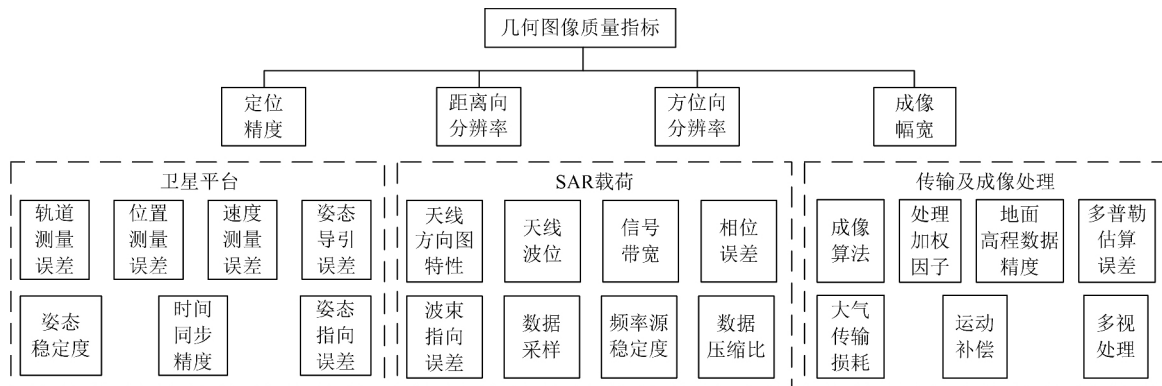 几何图像质量指标
定位
精度
距离向
分辨率
方位向
分辨率
成像
幅宽
卫星平台
轨道
测量
误差
位置
测量
误差
速度
测量
误差
姿态
导引
误差
姿态
稳定度
时间
同步
精度
姿态
指向
误差
SAR载荷
天线
方向图
特性
天线
波位
信号
带宽
相位
误差
波束
指向
误差
数据
采样
频率源
稳定度
数据
压缩比
传输及成像处理
成像
算法
处理
加权
因子
地面
高程数据
精度
多普勒
估算
误差
大气
传输
损耗
运动
补偿
多视
处理